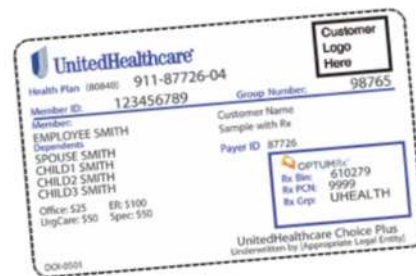 UnitedHealthcare®
Customer
Logo
Here
Health Plan (80840) 911-87726-04
Member ID: 123456789 Group Number: 98765
Member:
EMPLOYEE SMITH
Dependents
SPOUSE SMITH
CHILD1 SMITH
CHILD2 SMITH
CHILD3 SMITH
Customer Name
Sample with Rx
Payer ID 87726
OPTUMRx®
Rx Bin: 610279
Rx PCN: 9999
Rx Grp: UHEALTH
Office: $25 ER: $100
UrgCare: $50 Spec: $50
UnitedHealthcare Choice Plus
Underwritten by [Appropriate Legal Entity]
DOI-0501